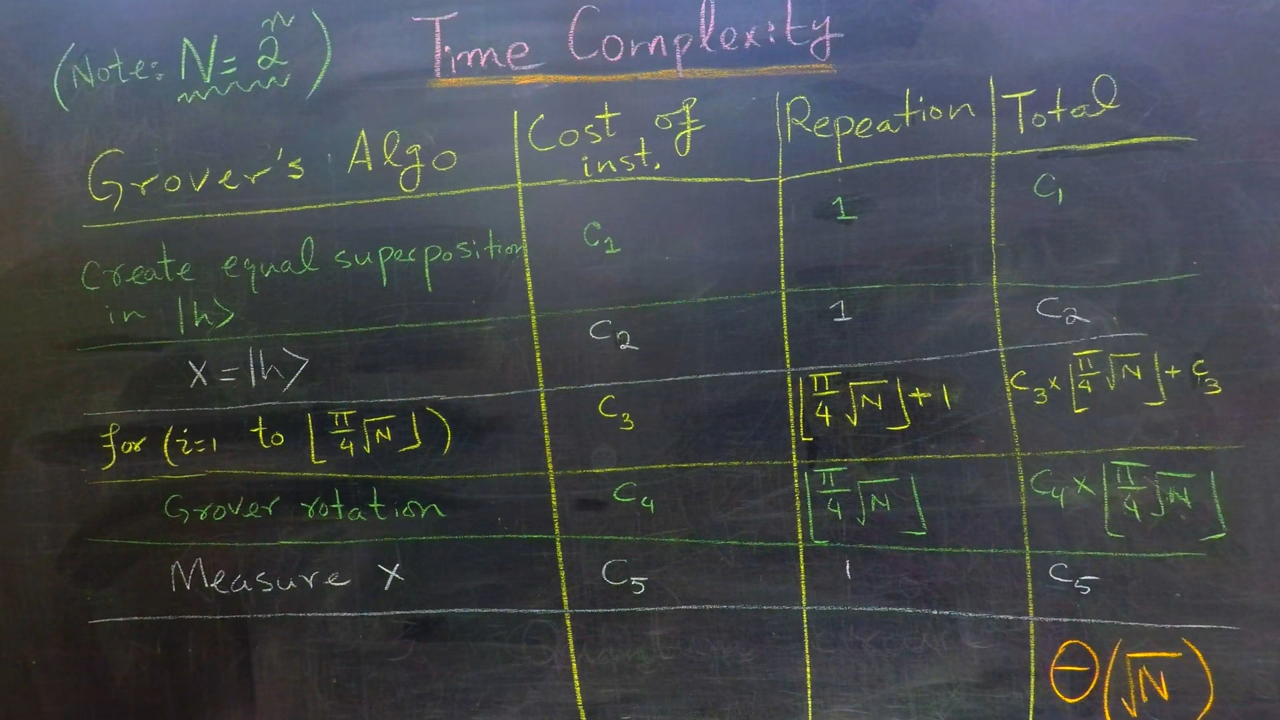 (Note: N=2ⁿ)
Time Complexity
Grover's Algo | Cost of inst. | Repeation | Total
Create equal superposition
in |h> | C₁ | 1 | C₁
X=|h> | C₂ | 1 | C₂
for (i=1 to ⌊π/4 √N⌋) | C₃ | ⌊π/4 √N⌋+1 | C₃×⌊π/4 √N⌋+C₃
Grover rotation | C₄ | ⌊π/4 √N⌋ | C₄×⌊π/4 √N⌋
Measure X | C₅ | 1 | C₅
Θ(√N)